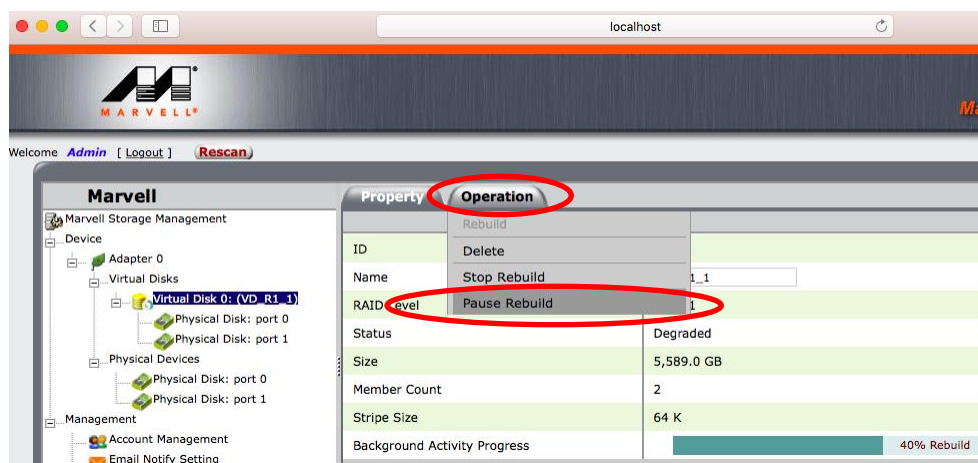 localhost
MARVELL®
Welcome Admin [ Logout ] Rescan
Marvell
Marvell Storage Management
Device
Adapter 0
Virtual Disks
Virtual Disk 0: (VD_R1_1)
Physical Disk: port 0
Physical Disk: port 1
Physical Devices
Physical Disk: port 0
Physical Disk: port 1
Management
Account Management
Email Notify Setting
Property Operation
Rebuild
Delete
Stop Rebuild
Pause Rebuild
ID
Name 1_1
RAID Level 1
Status Degraded
Size 5,589.0 GB
Member Count 2
Stripe Size 64 K
Background Activity Progress 40% Rebuild